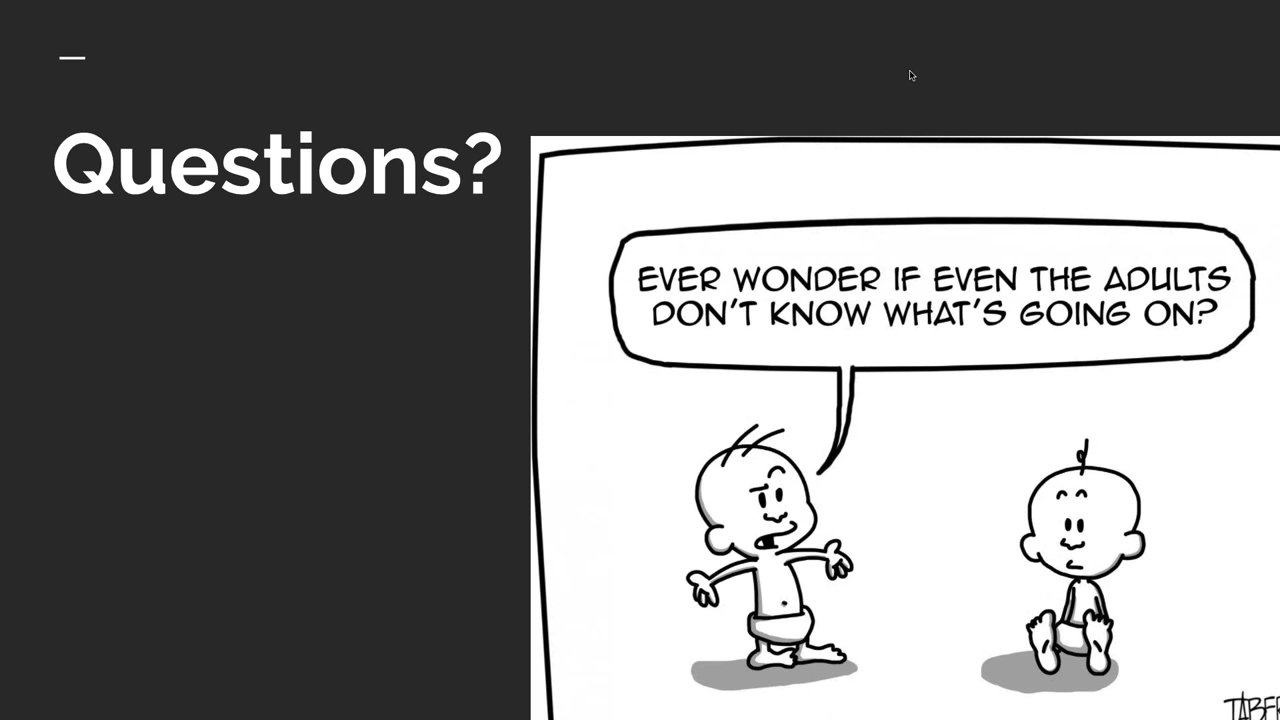 Questions?
EVER WONDER IF EVEN THE ADULTS
DON'T KNOW WHAT'S GOING ON?